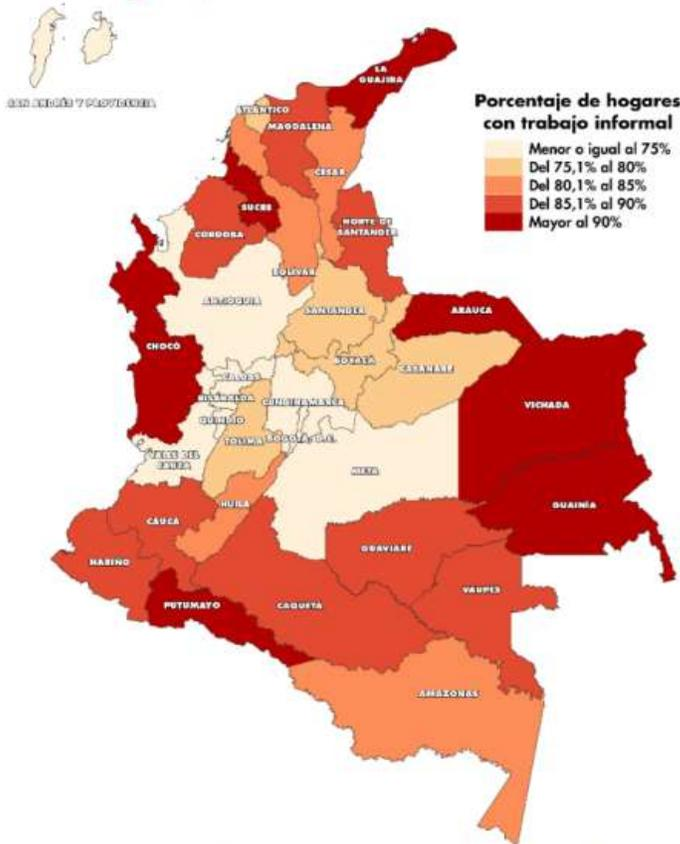 SAN ANDRÉS Y PROVIDENCIA
LA
GUAJIRA
Porcentaje de hogares
con trabajo informal
Menor o igual al 75%
Del 75,1% al 80%
Del 80,1% al 85%
Del 85,1% al 90%
Mayor al 90%
ATLÁNTICO
MAGDALENA
CESAR
SUCRE
NORTE DE
SANTANDER
CÓRDOBA
BOLÍVAR
ANTIOQUIA
SANTANDER
ARAUCA
CHOCÓ
BOYACÁ
CASANARE
CALDAS
RISARALDA
CUNDINAMARCA
VICHADA
QUINDÍO
TOLIMA
BOGOTÁ, D.C.
VALLE DEL
CAUCA
META
HUILA
GUAINÍA
CAUCA
GUAVIARE
NARIÑO
VAUPÉS
PUTUMAYO
CAQUETÁ
AMAZONAS